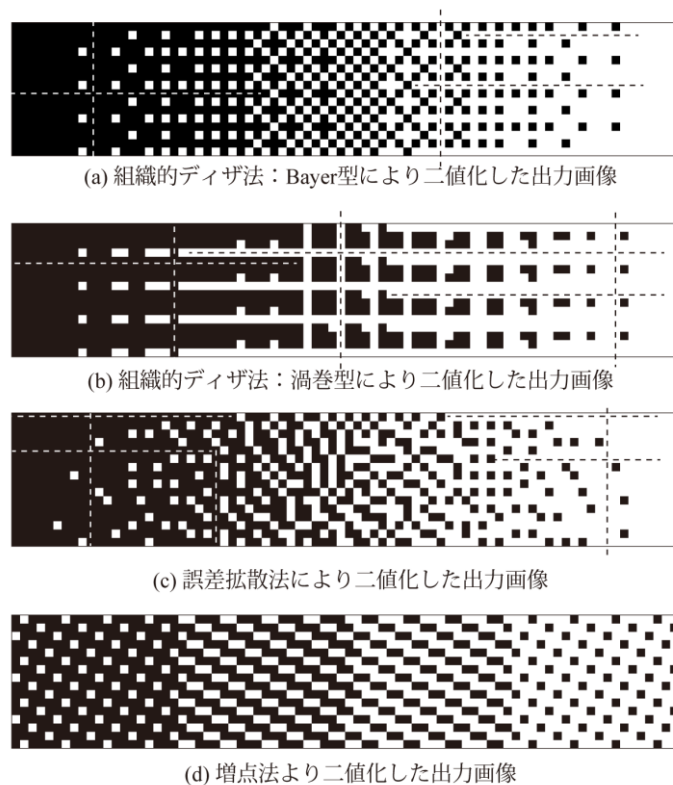 (a) 組織的ディザ法：Bayer型により二値化した出力画像
(b) 組織的ディザ法：渦巻型により二値化した出力画像
(c) 誤差拡散法により二値化した出力画像
(d) 増点法より二値化した出力画像